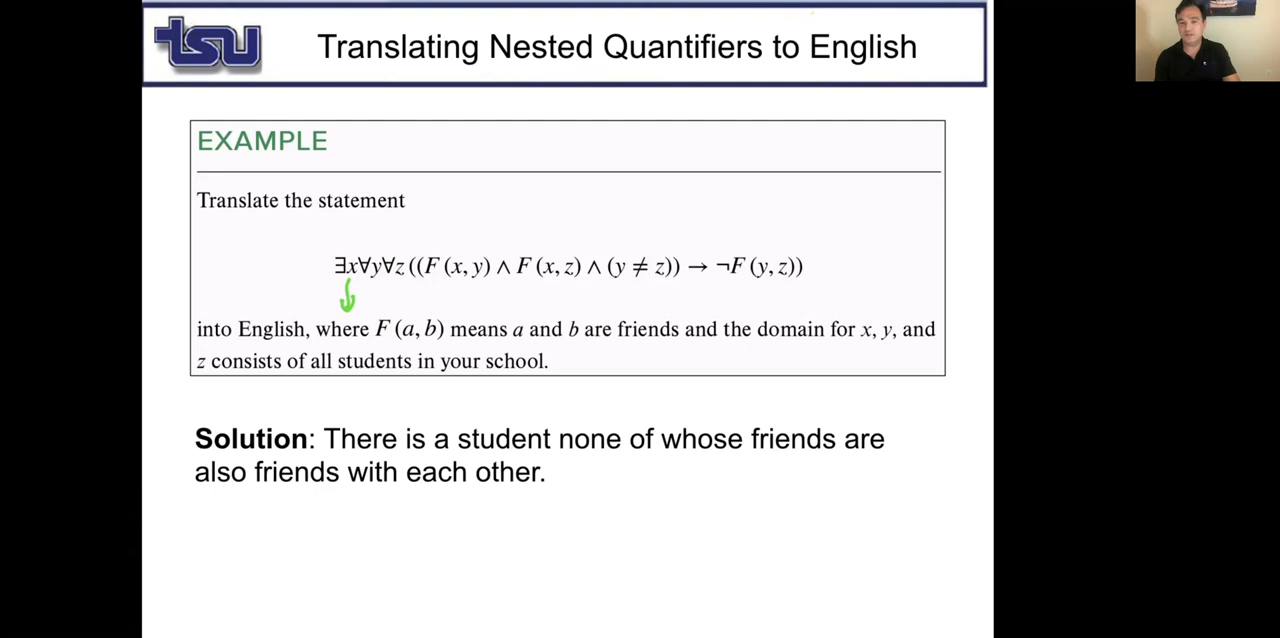 tsu
Translating Nested Quantifiers to English
EXAMPLE
Translate the statement
∃x∀y∀z ((F (x, y) ∧ F (x, z) ∧ (y ≠ z)) → ¬F (y, z))
into English, where F (a, b) means a and b are friends and the domain for x, y, and
z consists of all students in your school.
Solution: There is a student none of whose friends are
also friends with each other.